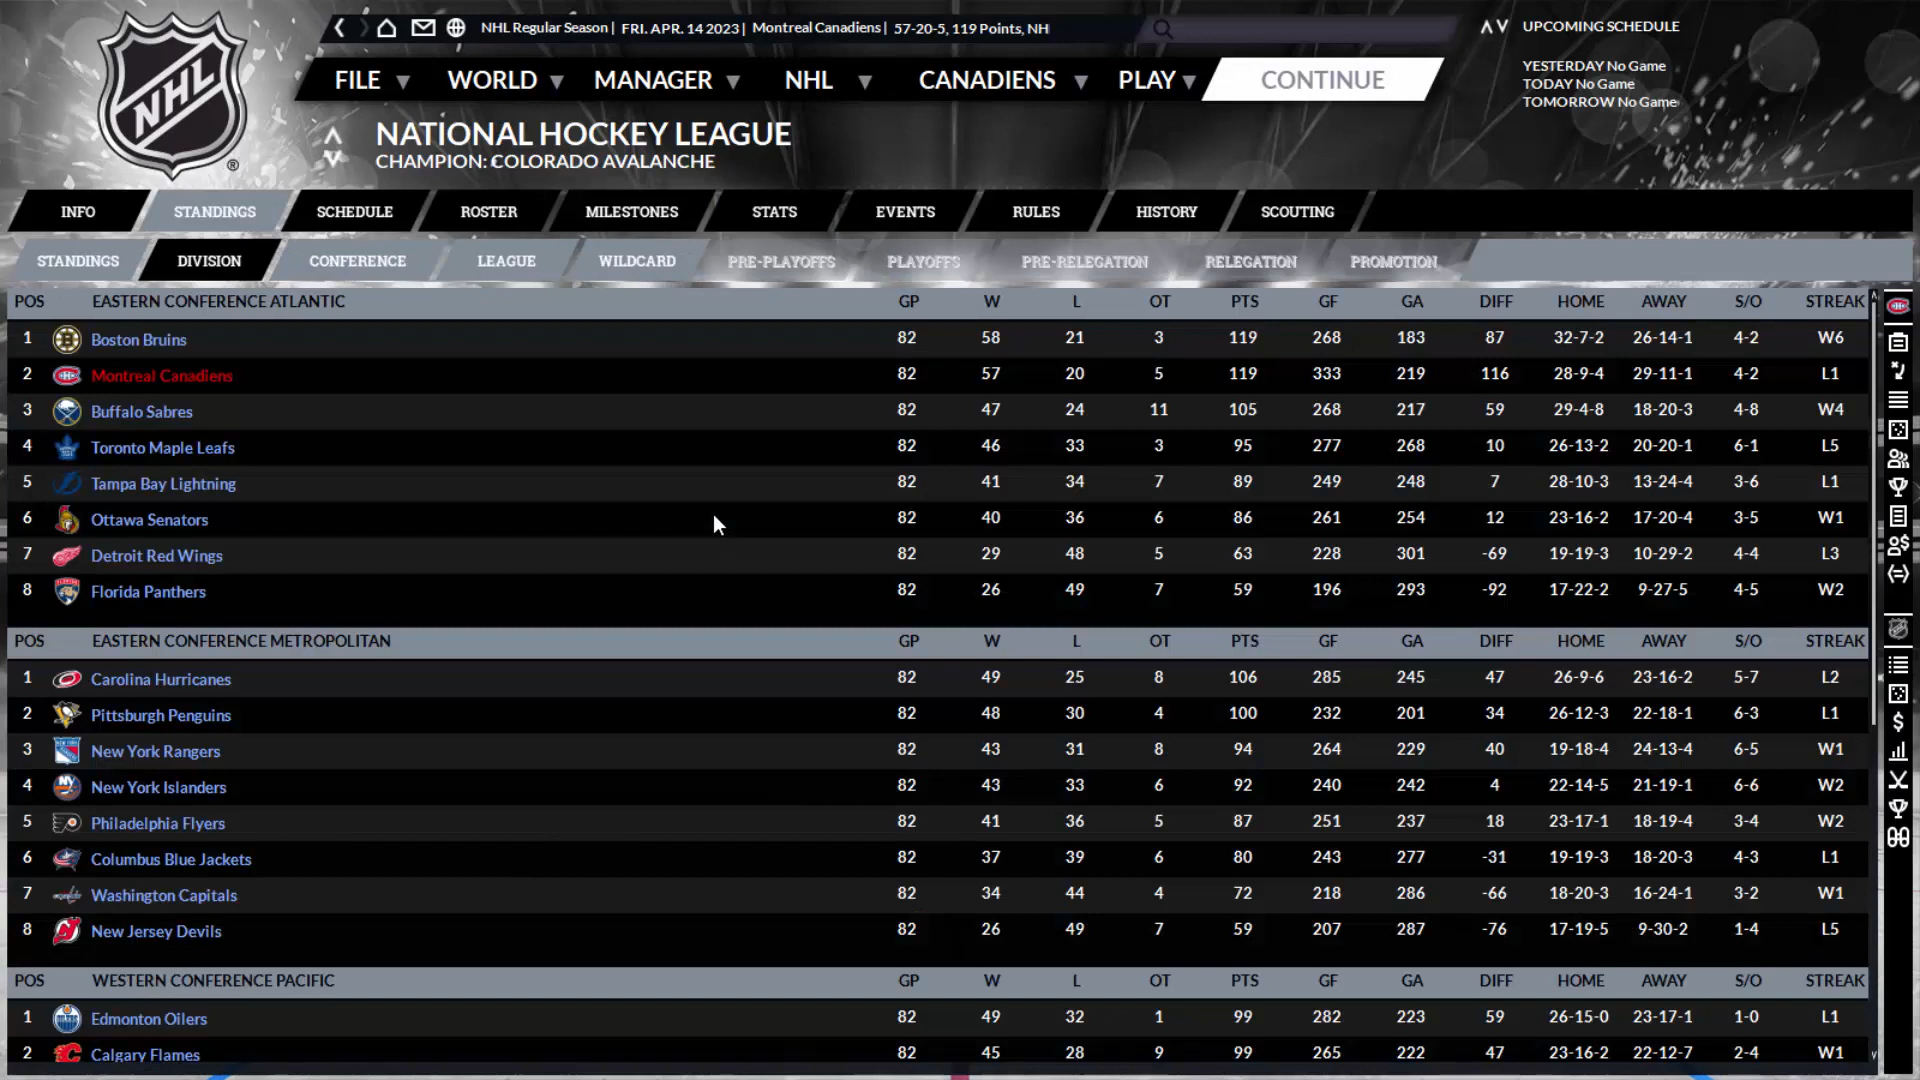 NHL Regular Season | FRI. APR. 14 2023 | Montreal Canadiens | 57-20-5, 119 Points, NH
UPCOMING SCHEDULE
YESTERDAY No Game
TODAY No Game
TOMORROW No Game
NHL
®
FILE WORLD MANAGER NHL CANADIENS PLAY CONTINUE
NATIONAL HOCKEY LEAGUE
CHAMPION: COLORADO AVALANCHE
INFO STANDINGS SCHEDULE ROSTER MILESTONES STATS EVENTS RULES HISTORY SCOUTING
STANDINGS DIVISION CONFERENCE LEAGUE WILDCARD PRE-PLAYOFFS PLAYOFFS PRE-RELEGATION RELEGATION PROMOTION
POS EASTERN CONFERENCE ATLANTIC GP W L OT PTS GF GA DIFF HOME AWAY S/O STREAK
1 Boston Bruins 82 58 21 3 119 268 183 87 32-7-2 26-14-1 4-2 W6
2 Montreal Canadiens 82 57 20 5 119 333 219 116 28-9-4 29-11-1 4-2 L1
3 Buffalo Sabres 82 47 24 11 105 268 217 59 29-4-8 18-20-3 4-8 W4
4 Toronto Maple Leafs 82 46 33 3 95 277 268 10 26-13-2 20-20-1 6-1 L5
5 Tampa Bay Lightning 82 41 34 7 89 249 248 7 28-10-3 13-24-4 3-6 L1
6 Ottawa Senators 82 40 36 6 86 261 254 12 23-16-2 17-20-4 3-5 W1
7 Detroit Red Wings 82 29 48 5 63 228 301 -69 19-19-3 10-29-2 4-4 L3
8 Florida Panthers 82 26 49 7 59 196 293 -92 17-22-2 9-27-5 4-5 W2
POS EASTERN CONFERENCE METROPOLITAN GP W L OT PTS GF GA DIFF HOME AWAY S/O STREAK
1 Carolina Hurricanes 82 49 25 8 106 285 245 47 26-9-6 23-16-2 5-7 L2
2 Pittsburgh Penguins 82 48 30 4 100 232 201 34 26-12-3 22-18-1 6-3 L1
3 New York Rangers 82 43 31 8 94 264 229 40 19-18-4 24-13-4 6-5 W1
4 New York Islanders 82 43 33 6 92 240 242 4 22-14-5 21-19-1 6-6 W2
5 Philadelphia Flyers 82 41 36 5 87 251 237 18 23-17-1 18-19-4 3-4 W2
6 Columbus Blue Jackets 82 37 39 6 80 243 277 -31 19-19-3 18-20-3 4-3 L1
7 Washington Capitals 82 34 44 4 72 218 286 -66 18-20-3 16-24-1 3-2 W1
8 New Jersey Devils 82 26 49 7 59 207 287 -76 17-19-5 9-30-2 1-4 L5
POS WESTERN CONFERENCE PACIFIC GP W L OT PTS GF GA DIFF HOME AWAY S/O STREAK
1 Edmonton Oilers 82 49 32 1 99 282 223 59 26-15-0 23-17-1 1-0 L1
2 Calgary Flames 82 45 28 9 99 265 222 47 23-16-2 22-12-7 2-4 W1